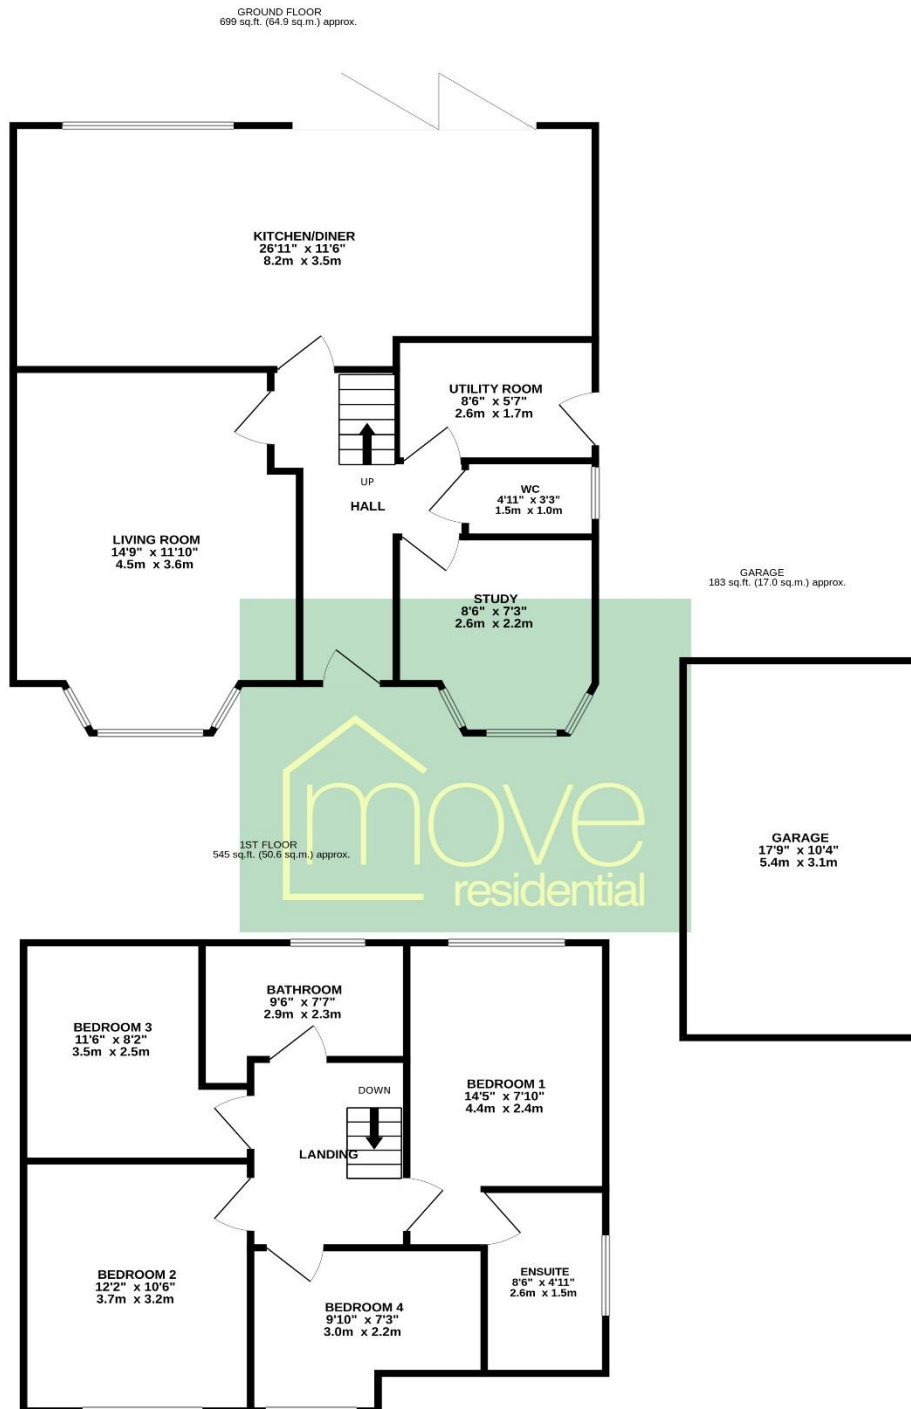 GROUND FLOOR
699 sq.ft. (64.9 sq.m.) approx.
KITCHEN/DINER
26'11" x 11'6"
8.2m x 3.5m
UTILITY ROOM
8'6" x 5'7"
2.6m x 1.7m
UP
HALL
WC
4'11" x 3'3"
1.5m x 1.0m
LIVING ROOM
14'9" x 11'10"
4.5m x 3.6m
STUDY
8'6" x 7'3"
2.6m x 2.2m
GARAGE
183 sq.ft. (17.0 sq.m.) approx.
GARAGE
17'9" x 10'4"
5.4m x 3.1m
move
residential
1ST FLOOR
545 sq.ft. (50.6 sq.m.) approx.
BATHROOM
9'6" x 7'7"
2.9m x 2.3m
BEDROOM 3
11'6" x 8'2"
3.5m x 2.5m
BEDROOM 1
14'5" x 7'10"
4.4m x 2.4m
DOWN
LANDING
BEDROOM 2
12'2" x 10'6"
3.7m x 3.2m
BEDROOM 4
9'10" x 7'3"
3.0m x 2.2m
ENSUITE
8'6" x 4'11"
2.6m x 1.5m